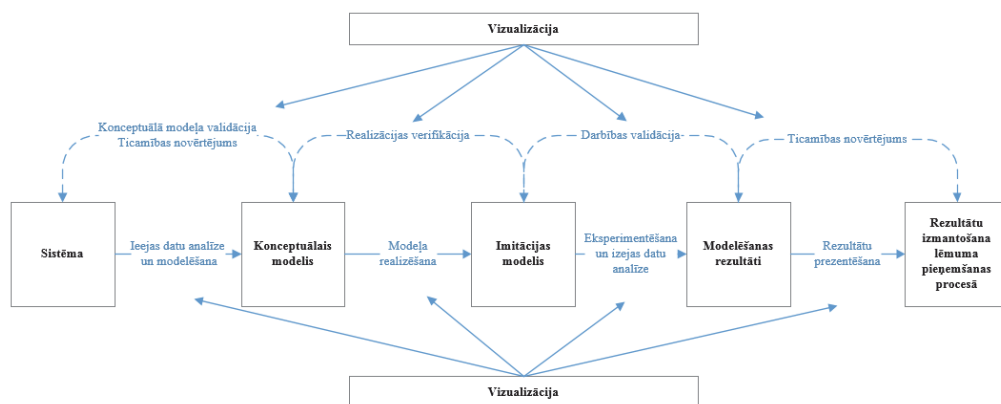 Vizualizācija
Konceptuālā modeļa validācija
Ticamības novērtējums
Realizācijas verifikācija
Darbības validācija
Ticamības novērtējums
Sistēma
Ieejas datu analīze
un modelēšana
Konceptuālais
modelis
Modeļa
realizēšana
Imitācijas
modelis
Eksperimentēšana
un izejas datu
analīze
Modelēšanas
rezultāti
Rezultātu
prezentēšana
Rezultātu
izmantošana
lēmuma
pieņemšanas
procesā
Vizualizācija